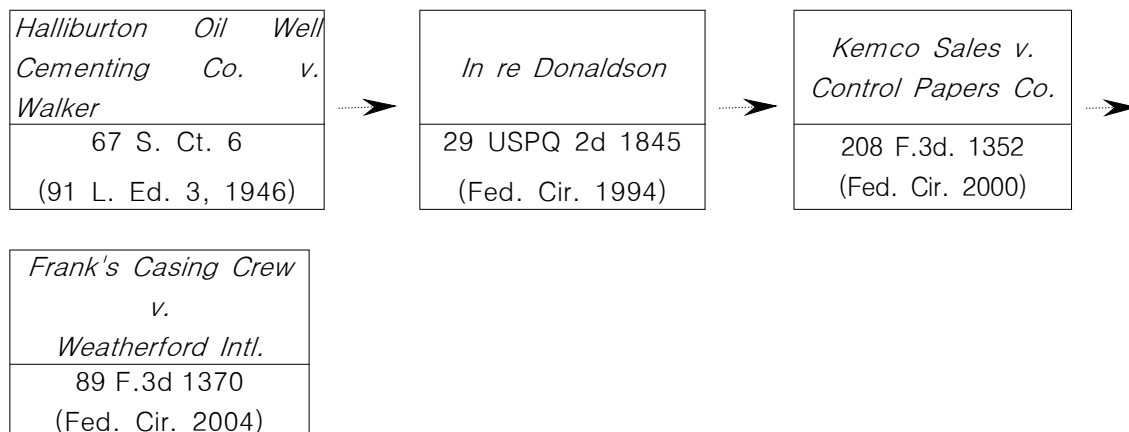 Halliburton Oil Well
Cementing Co. v.
Walker
67 S. Ct. 6
(91 L. Ed. 3, 1946)
In re Donaldson
29 USPQ 2d 1845
(Fed. Cir. 1994)
Kemco Sales v.
Control Papers Co.
208 F.3d. 1352
(Fed. Cir. 2000)
Frank's Casing Crew
v.
Weatherford Intl.
89 F.3d 1370
(Fed. Cir. 2004)